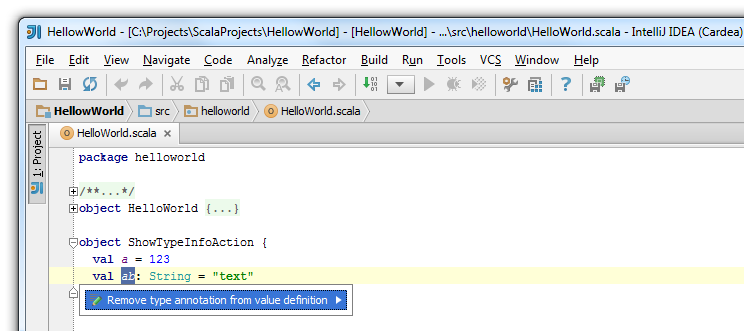 HellowWorld - [C:\Projects\ScalaProjects\HelloWorld] - [HellowWorld] - ...\src\helloworld\HelloWorld.scala - IntelliJ IDEA (Cardea)
File Edit View Navigate Code Analyze Refactor Build Run Tools VCS Window Help
HellowWorld src helloworld HelloWorld.scala
1: Project
HelloWorld.scala
package helloworld
/**...*/
object HelloWorld {...}
object ShowTypeInfoAction {
val a = 123
val ab: String = "text"
Remove type annotation from value definition